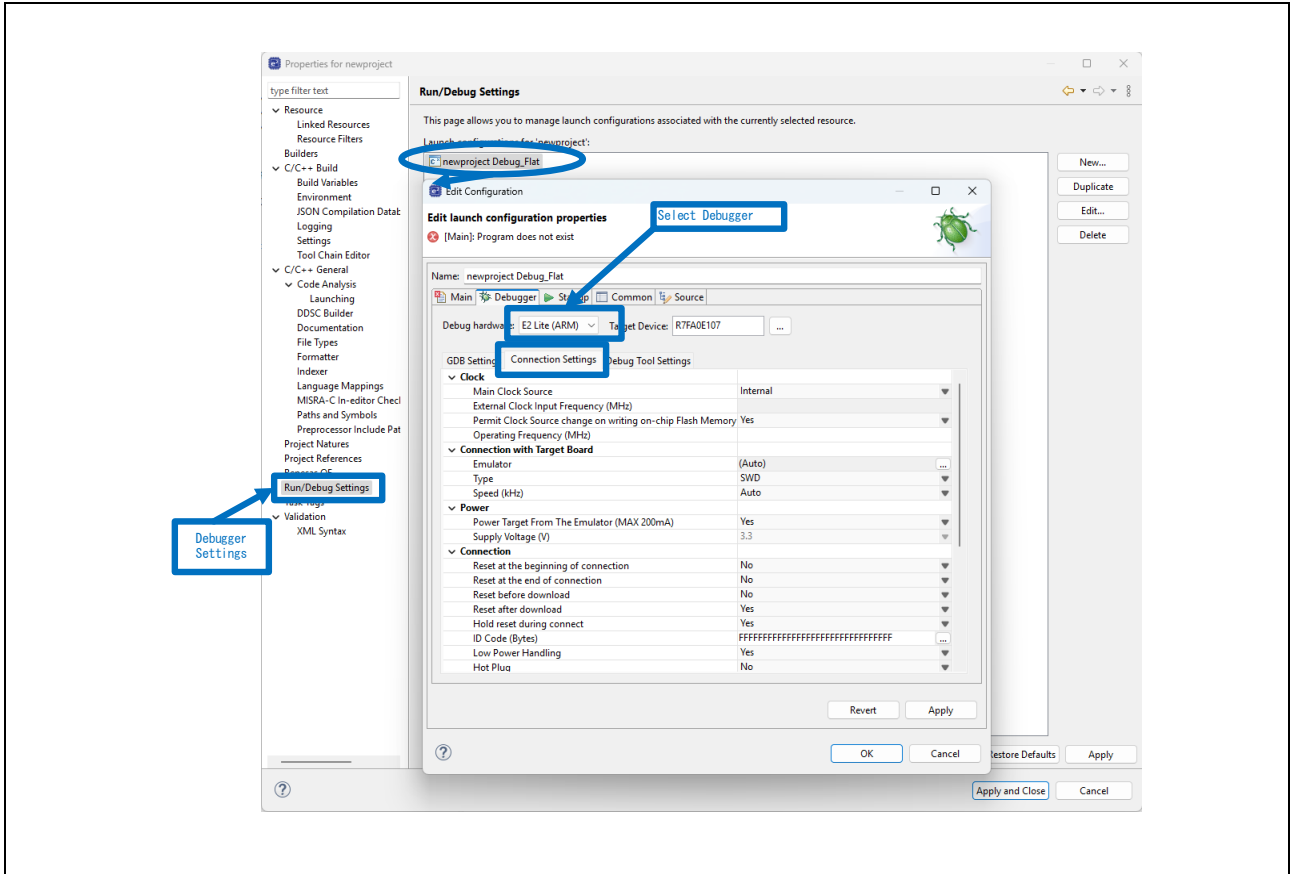 Properties for newproject
type filter text
Resource
Linked Resources
Resource Filters
Builders
C/C++ Build
Build Variables
Environment
JSON Compilation Datab
Logging
Settings
Tool Chain Editor
C/C++ General
Code Analysis
Launching
DDSC Builder
Documentation
File Types
Formatter
Indexer
Language Mappings
MISRA-C In-editor Checl
Paths and Symbols
Preprocessor Include Pat
Project Natures
Project References
Run/Debug Settings
Validation
XML Syntax
Debugger
Settings
Run/Debug Settings
This page allows you to manage launch configurations associated with the currently selected resource.
Launch configurations for 'newproject':
newproject Debug_Flat
New...
Duplicate
Edit...
Delete
Edit Configuration
Edit launch configuration properties
[Main]: Program does not exist
Select Debugger
Name: newproject Debug_Flat
Main Debugger Startup Common Source
Debug hardware: E2 Lite (ARM) Target Device: R7FA0E107 ...
GDB Setting Connection Settings Debug Tool Settings
Clock
Main Clock Source Internal
External Clock Input Frequency (MHz)
Permit Clock Source change on writing on-chip Flash Memory Yes
Operating Frequency (MHz)
Connection with Target Board
Emulator (Auto) ...
Type SWD
Speed (kHz) Auto
Power
Power Target From The Emulator (MAX 200mA) Yes
Supply Voltage (V) 3.3
Connection
Reset at the beginning of connection No
Reset at the end of connection No
Reset before download No
Reset after download Yes
Hold reset during connect Yes
ID Code (Bytes) FFFFFFFFFFFFFFFFFFFFFFFFFFFFFFFF ...
Low Power Handling Yes
Hot Plug No
Revert Apply
OK Cancel
Restore Defaults Apply
Apply and Close Cancel